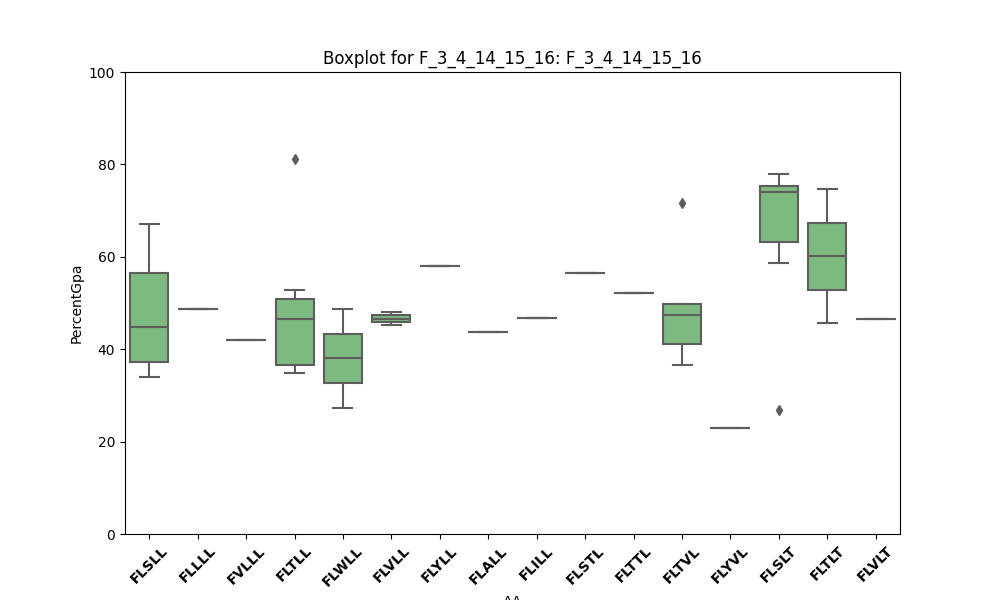 Boxplot for F_3_4_14_15_16: F_3_4_14_15_16
100
80
60
40
20
0
PercentGpa
FLSLL
FLLLL
FVLLL
FLTLL
FLWLL
FLVLL
FLYLL
FLALL
FLILL
FLSTL
FLTTL
FLTVL
FLYVL
FLSLT
FLTLT
FLVLT
AA